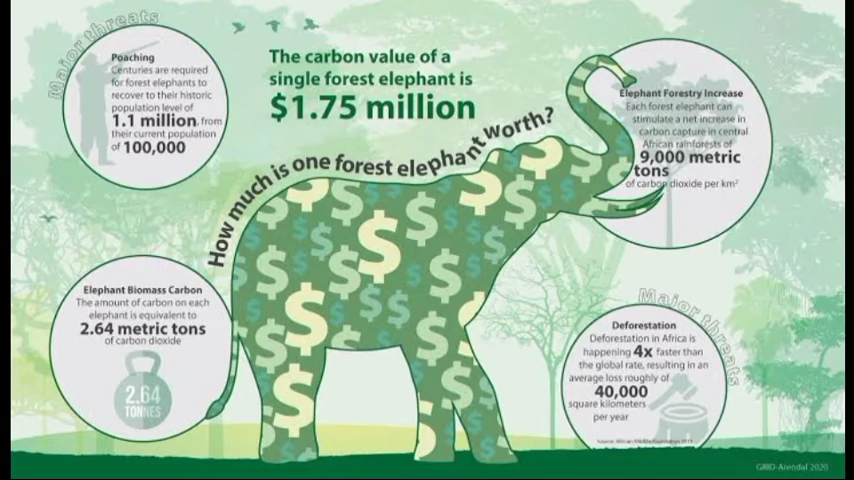 Major threats
Poaching
Centuries are required
for forest elephants to
recover to their historic
population level of
1.1 million, from
their current population
of 100,000
The carbon value of a
single forest elephant is
$1.75 million
How much is one forest elephant worth?
Elephant Forestry Increase
Each forest elephant can
stimulate a net increase in
carbon capture in central
African rainforests of
9,000 metric
tons
of carbon dioxide per km²
Elephant Biomass Carbon
The amount of carbon on each
elephant is equivalent to
2.64 metric tons
of carbon dioxide
2.64
TONNES
Major threats
Deforestation
Deforestation in Africa is
happening 4x faster than
the global rate, resulting in an
average loss roughly of
40,000
square kilometers
per year
Source: African Wildlife Foundation
GRID-Arendal 2020